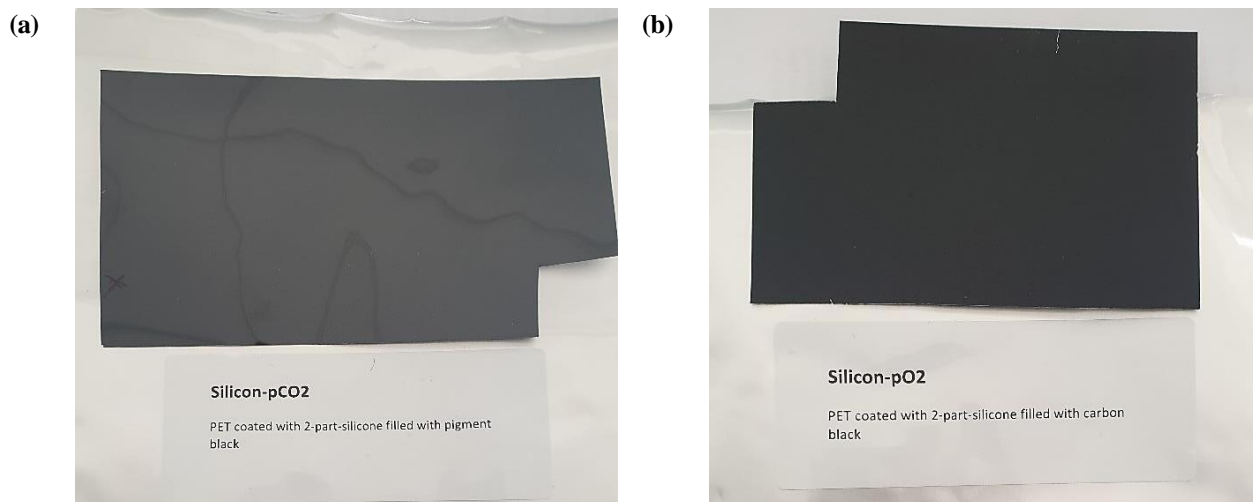 (a)
Silicon-pCO2
PET coated with 2-part-silicone filled with pigment
black
(b)
Silicon-pO2
PET coated with 2-part-silicone filled with carbon
black